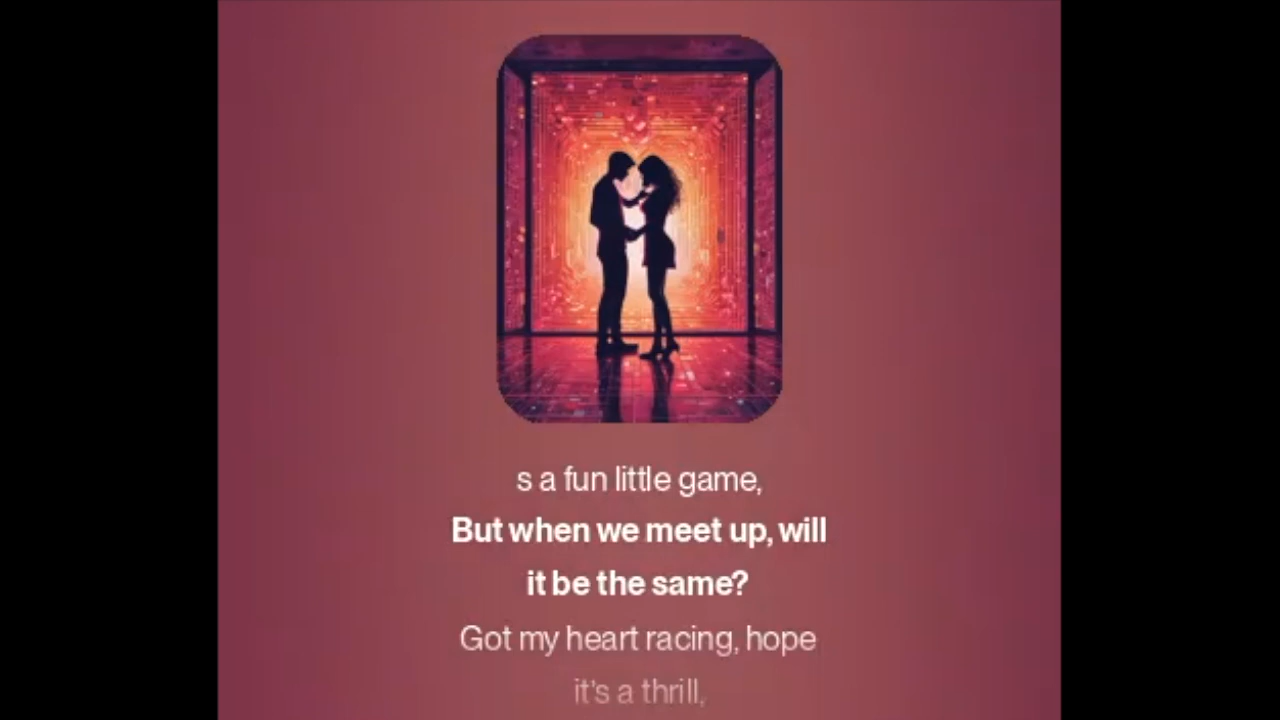 s a fun little game,
But when we meet up, will
it be the same?
Got my heart racing, hope
it's a thrill,